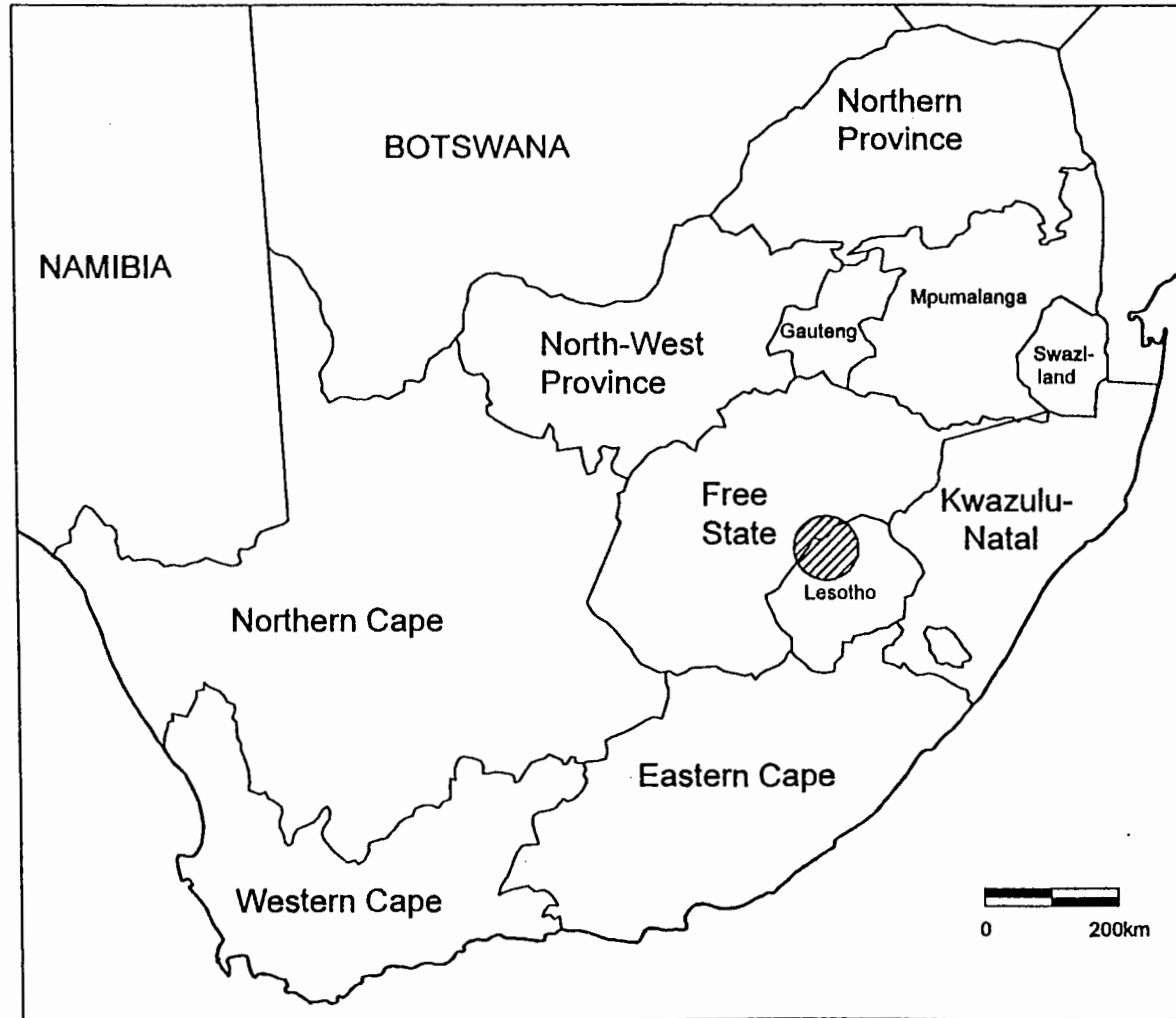 Northern
Province
BOTSWANA
NAMIBIA
Mpumalanga
Gauteng
North-West
Province
Swazi-
land
Free
State
Kwazulu-
Natal
Lesotho
Northern Cape
Eastern Cape
Western Cape
0 200km